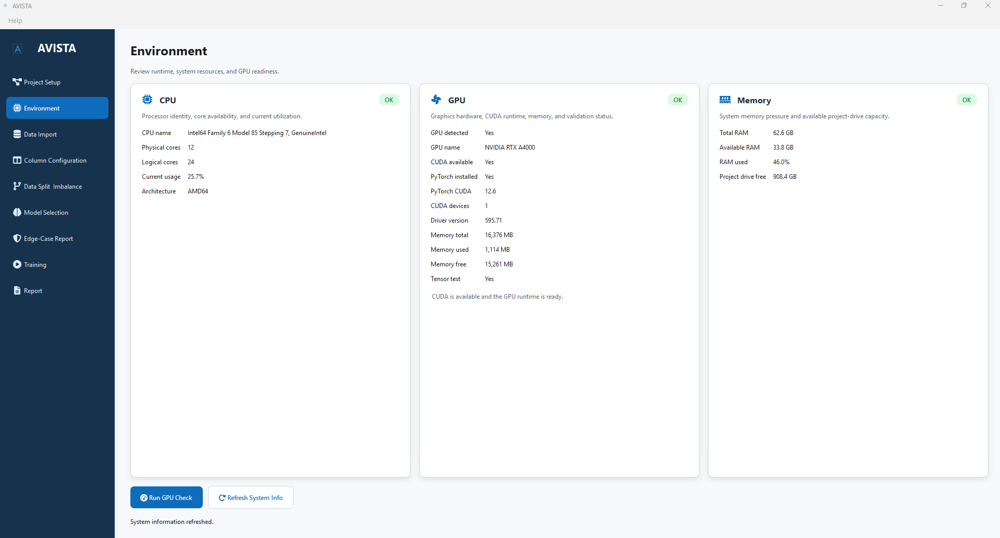 AVISTA
Help
A AVISTA
Project Setup
Environment
Data Import
Column Configuration
Data Split  Imbalance
Model Selection
Edge-Case Report
Training
Report
Environment
Review runtime, system resources, and GPU readiness.
CPU OK
Processor identity, core availability, and current utilization.
CPU name Intel64 Family 6 Model 85 Stepping 7, GenuineIntel
Physical cores 12
Logical cores 24
Current usage 25.7%
Architecture AMD64
GPU OK
Graphics hardware, CUDA runtime, memory, and validation status.
GPU detected Yes
GPU name NVIDIA RTX A4000
CUDA available Yes
PyTorch installed Yes
PyTorch CUDA 12.6
CUDA devices 1
Driver version 595.71
Memory total 16,376 MB
Memory used 1,114 MB
Memory free 15,261 MB
Tensor test Yes
CUDA is available and the GPU runtime is ready.
Memory OK
System memory pressure and available project-drive capacity.
Total RAM 62.6 GB
Available RAM 33.8 GB
RAM used 46.0%
Project drive free 908.4 GB
Run GPU Check
Refresh System Info
System information refreshed.